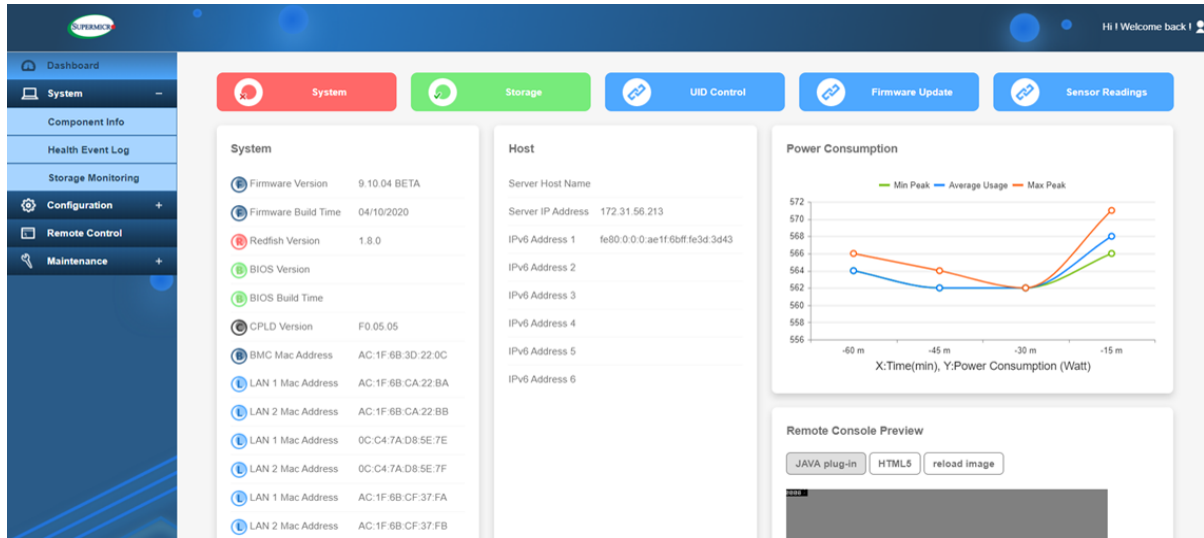 SUPERMICR
Hi ! Welcome back !
Dashboard
System −
Component Info
Health Event Log
Storage Monitoring
Configuration +
Remote Control
Maintenance +
System
Storage
UID Control
Firmware Update
Sensor Readings
System
F Firmware Version 9.10.04 BETA
F Firmware Build Time 04/10/2020
R Redfish Version 1.8.0
B BIOS Version
B BIOS Build Time
C CPLD Version F0.05.05
B BMC Mac Address AC:1F:6B:3D:22:0C
L LAN 1 Mac Address AC:1F:6B:CA:22:BA
L LAN 2 Mac Address AC:1F:6B:CA:22:BB
L LAN 1 Mac Address 0C:C4:7A:D8:5E:7E
L LAN 2 Mac Address 0C:C4:7A:D8:5E:7F
L LAN 1 Mac Address AC:1F:6B:CF:37:FA
L LAN 2 Mac Address AC:1F:6B:CF:37:FB
Host
Server Host Name
Server IP Address 172.31.56.213
IPv6 Address 1 fe80:0:0:0:ae1f:6bff:fe3d:3d43
IPv6 Address 2
IPv6 Address 3
IPv6 Address 4
IPv6 Address 5
IPv6 Address 6
Power Consumption
Min Peak Average Usage Max Peak
572
570
568
566
564
562
560
558
556
-60 m -45 m -30 m -15 m
X:Time(min), Y:Power Consumption (Watt)
Remote Console Preview
JAVA plug-in HTML5 reload image